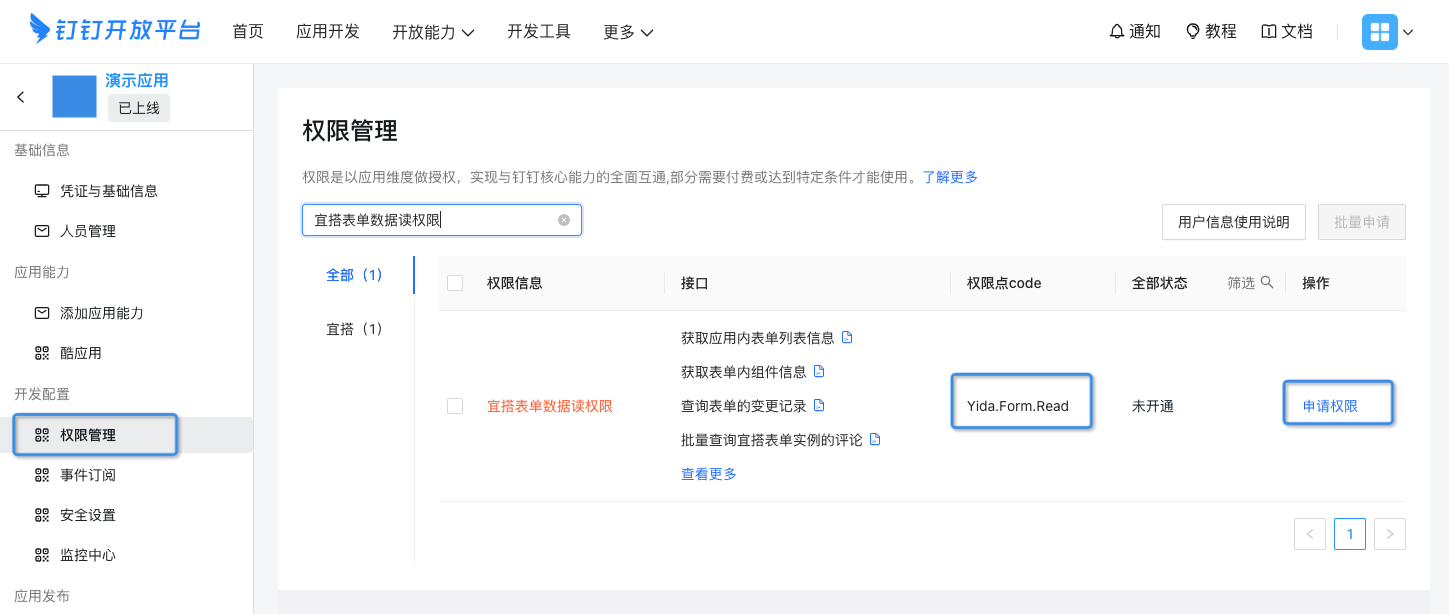 钉钉开放平台 首页 应用开发 开放能力 开发工具 更多 通知 教程 文档
演示应用
已上线
基础信息
凭证与基础信息
人员管理
应用能力
添加应用能力
酷应用
开发配置
权限管理
事件订阅
安全设置
监控中心
应用发布
权限管理
权限是以应用维度做授权，实现与钉钉核心能力的全面互通,部分需要付费或达到特定条件才能使用。了解更多
宜搭表单数据读权限
用户信息使用说明 批量申请
全部（1）
宜搭（1）
权限信息 接口 权限点code 全部状态 筛选 操作
获取应用内表单列表信息
获取表单内组件信息
宜搭表单数据读权限 查询表单的变更记录 Yida.Form.Read 未开通 申请权限
批量查询宜搭表单实例的评论
查看更多
< 1 >